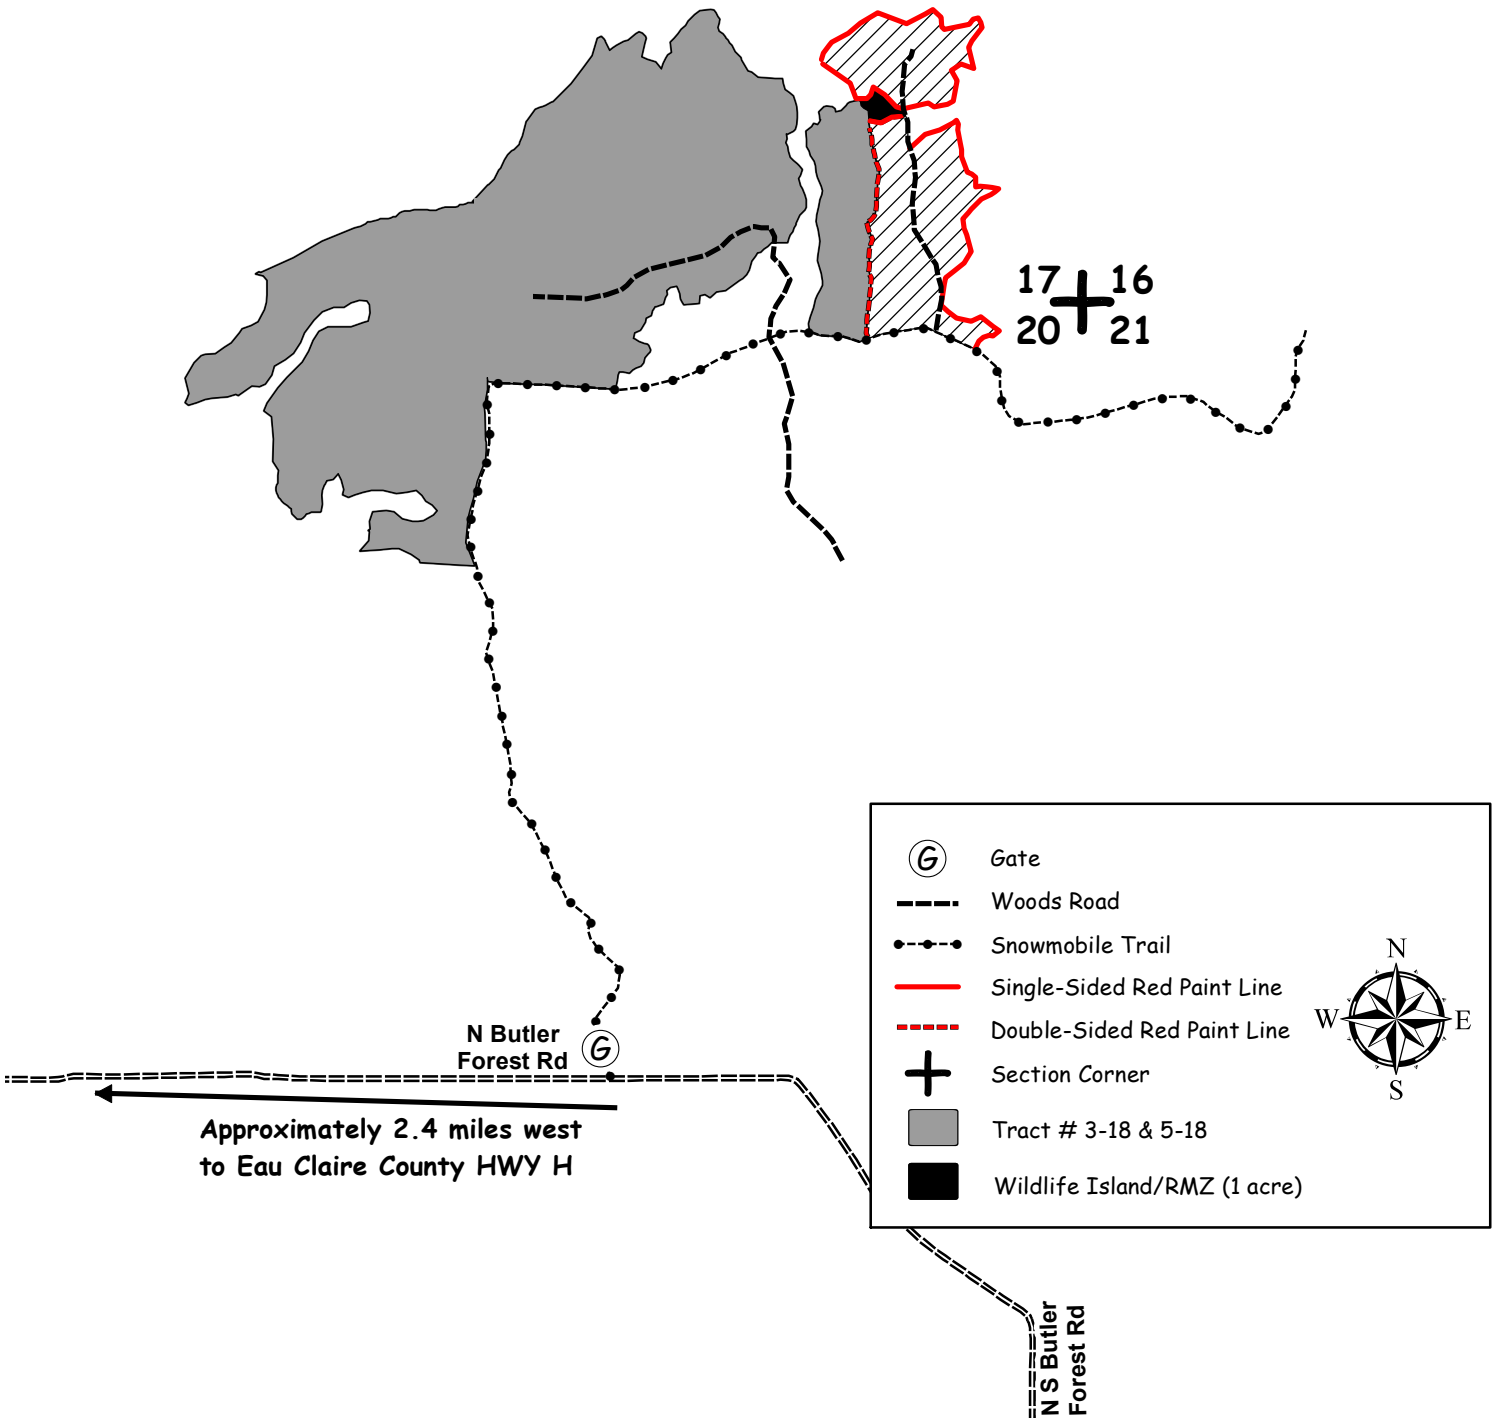 17 16
20 21
G Gate
Woods Road
Snowmobile Trail
Single-Sided Red Paint Line
Double-Sided Red Paint Line
Section Corner
Tract # 3-18 & 5-18
Wildlife Island/RMZ (1 acre)
N
W E
S
N Butler
Forest Rd
G
Approximately 2.4 miles west
to Eau Claire County HWY H
N S Butler
Forest Rd